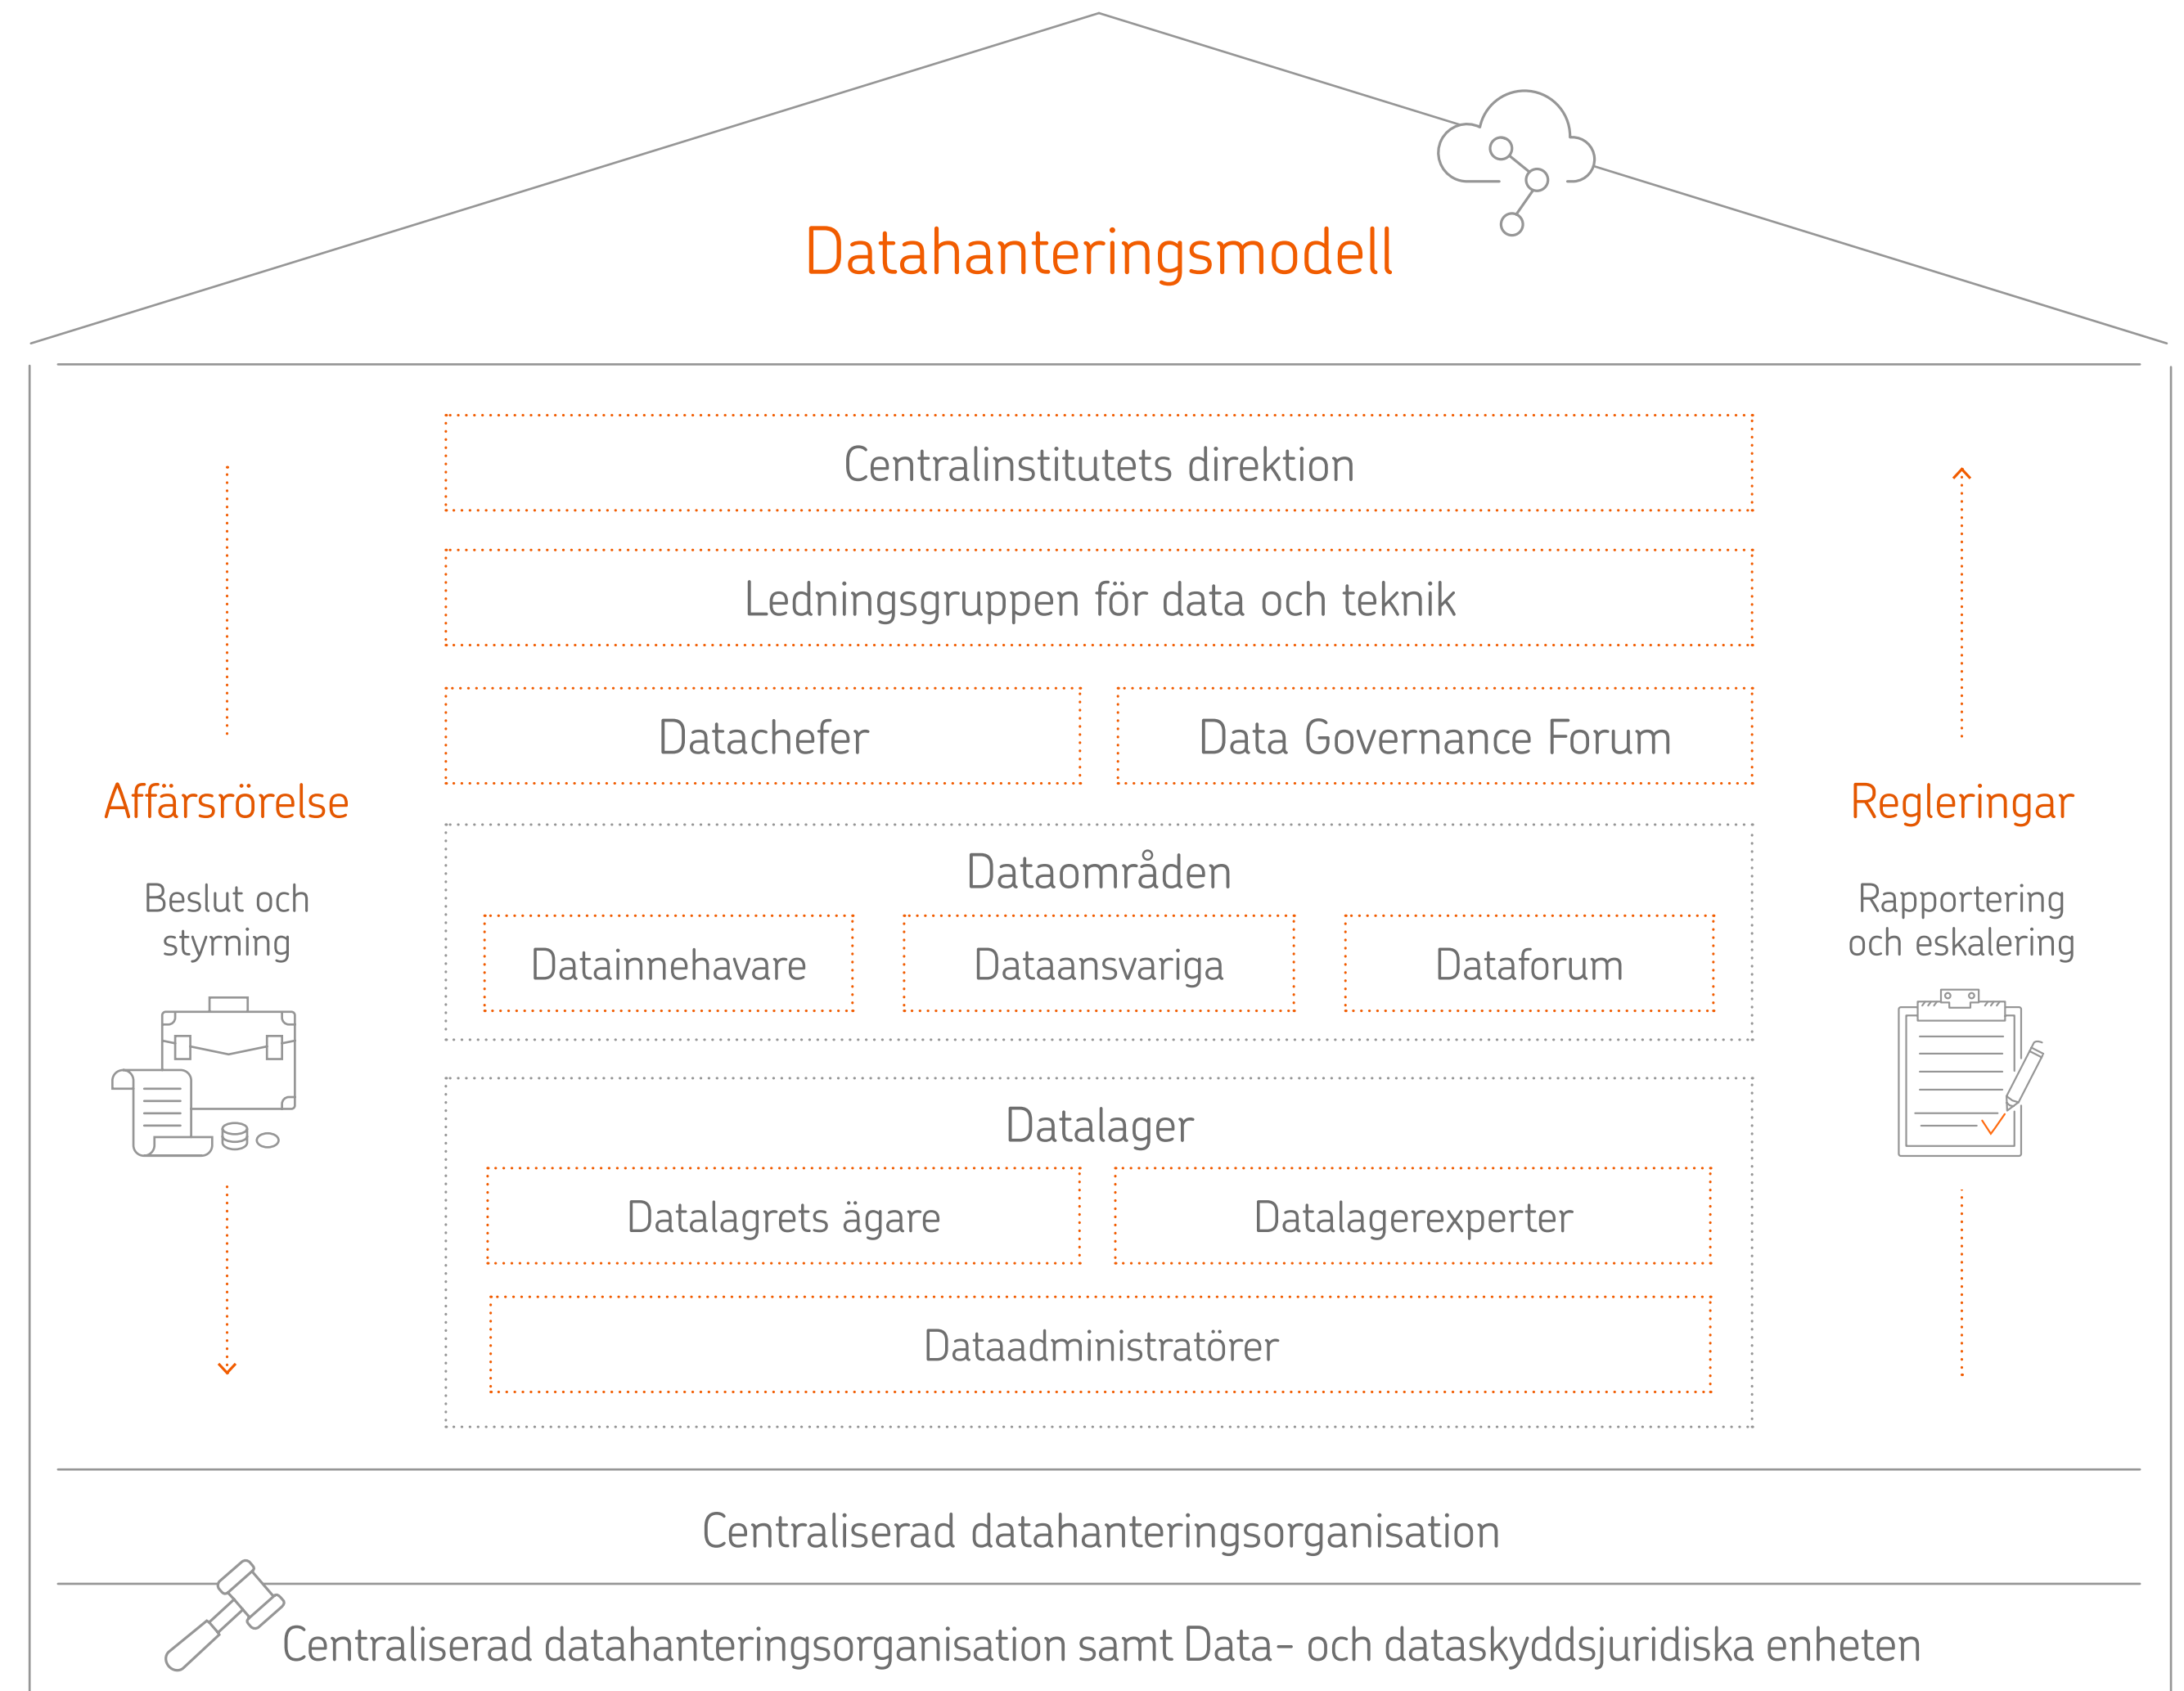 Datahanteringsmodell
Centralinstitutets direktion
Ledningsgruppen för data och teknik
Datachefer
Data Governance Forum
Affärsrörelse
Beslut och
styrning
Regleringar
Rapportering
och eskalering
Dataområden
Datainnehavare
Dataansvariga
Dataforum
Datalager
Datalagrets ägare
Datalagerexperter
Dataadministratörer
Centraliserad datahanteringsorganisation
Centraliserad datahanteringsorganisation samt Data- och dataskyddsjuridiska enheten